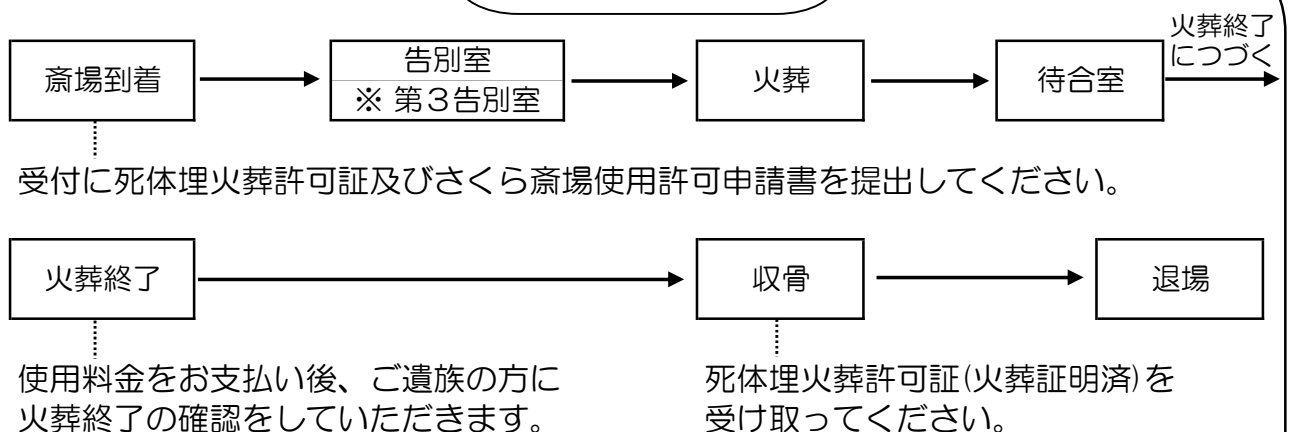 火葬終了
につづく
斎場到着
告別室
※ 第３告別室
火葬
待合室
受付に死体埋火葬許可証及びさくら斎場使用許可申請書を提出してください。
火葬終了
収骨
退場
使用料金をお支払い後、ご遺族の方に
火葬終了の確認をしていただきます。
死体埋火葬許可証(火葬証明済)を
受け取ってください。